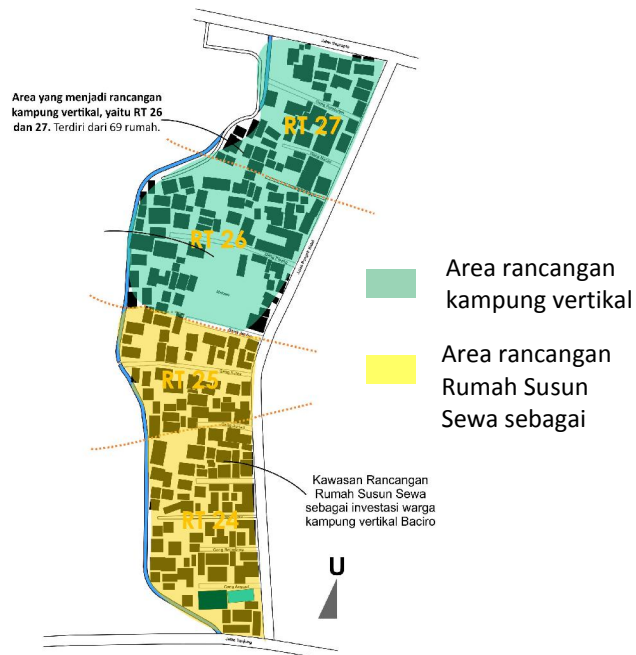 Area yang menjadi rancangan
kampung vertikal, yaitu RT 26
dan 27. Terdiri dari 69 rumah.
RT 27
RT 26
RT 25
RT 24
Area rancangan
kampung vertikal
Area rancangan
Rumah Susun
Sewa sebagai
Kawasan Rancangan
Rumah Susun Sewa
sebagai investasi warga
kampung vertikal Baciro
U